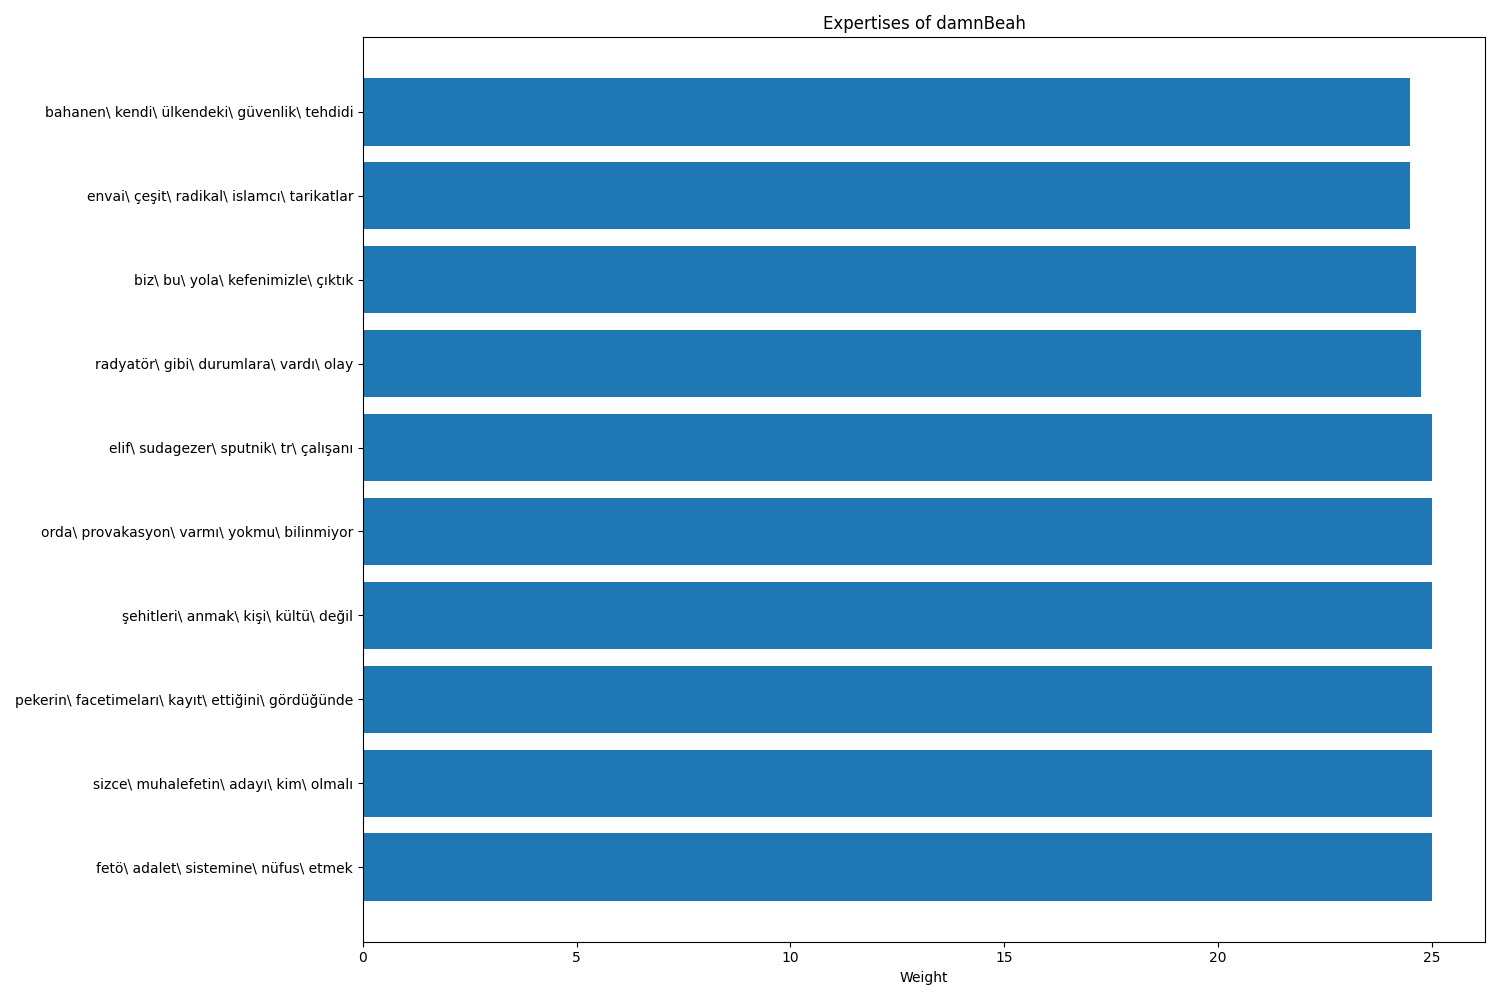 Expertises of damnBeah
bahanen\ kendi\ ülkendeki\ güvenlik\ tehdidi
envai\ çeşit\ radikal\ islamcı\ tarikatlar
biz\ bu\ yola\ kefenimizle\ çıktık
radyatör\ gibi\ durumlara\ vardı\ olay
elif\ sudagezer\ sputnik\ tr\ çalışanı
orda\ provakasyon\ varmı\ yokmu\ bilinmiyor
şehitleri\ anmak\ kişi\ kültü\ değil
pekerin\ facetimeları\ kayıt\ ettiğini\ gördüğünde
sizce\ muhalefetin\ adayı\ kim\ olmalı
fetö\ adalet\ sistemine\ nüfus\ etmek
0 5 10 15 20 25
Weight